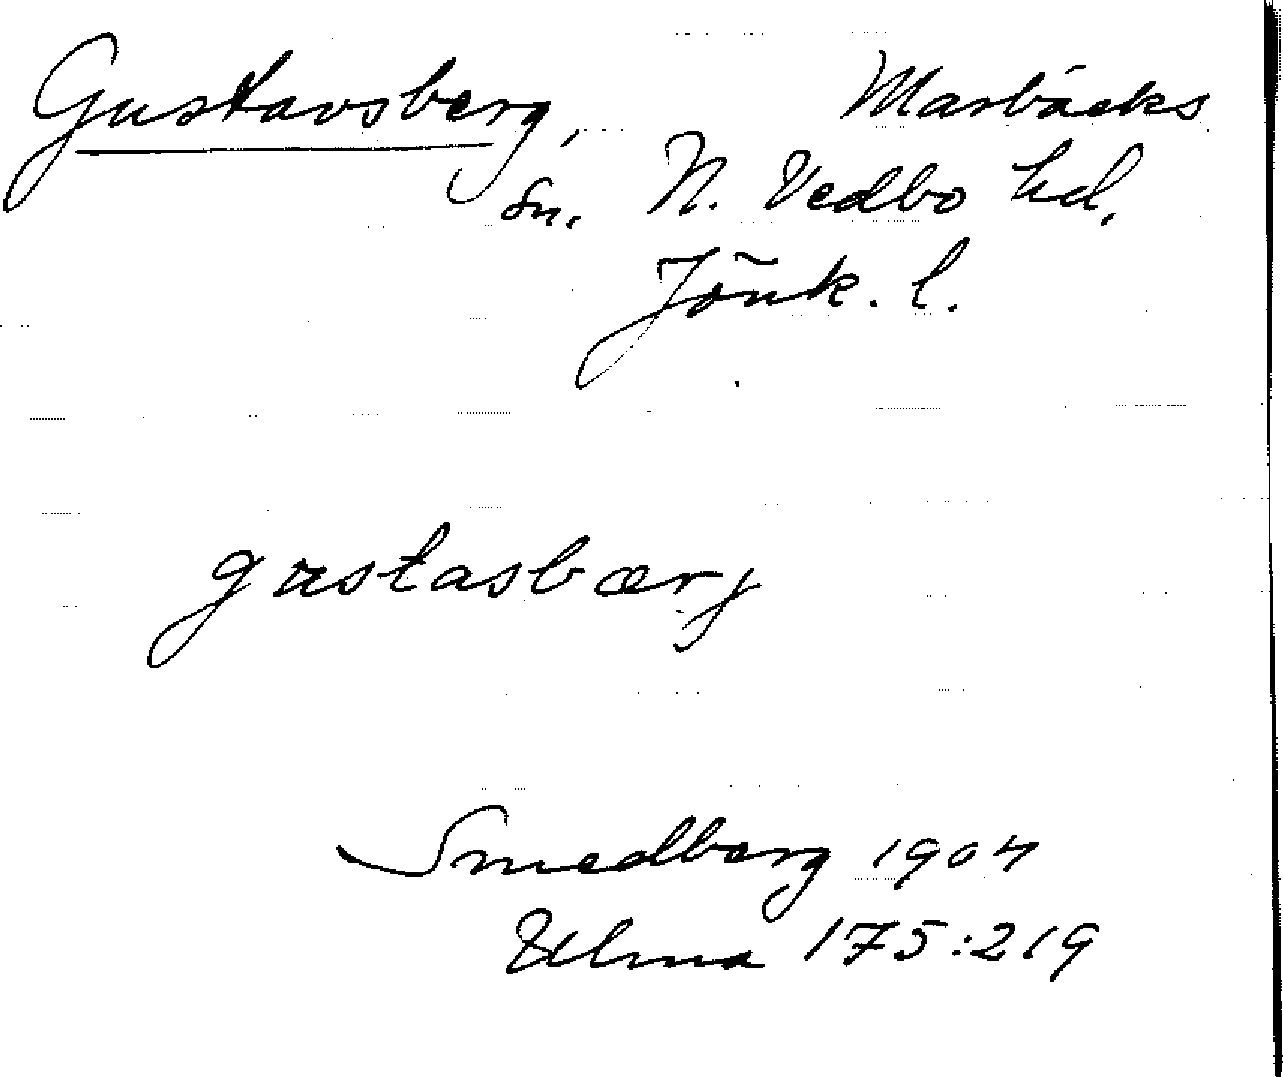 Gustavsberg, Marbäcks
sn. N. Vedbo hd.
Jönk. l.
gustasbærj
Smedberg 1904
Ulma 175:219